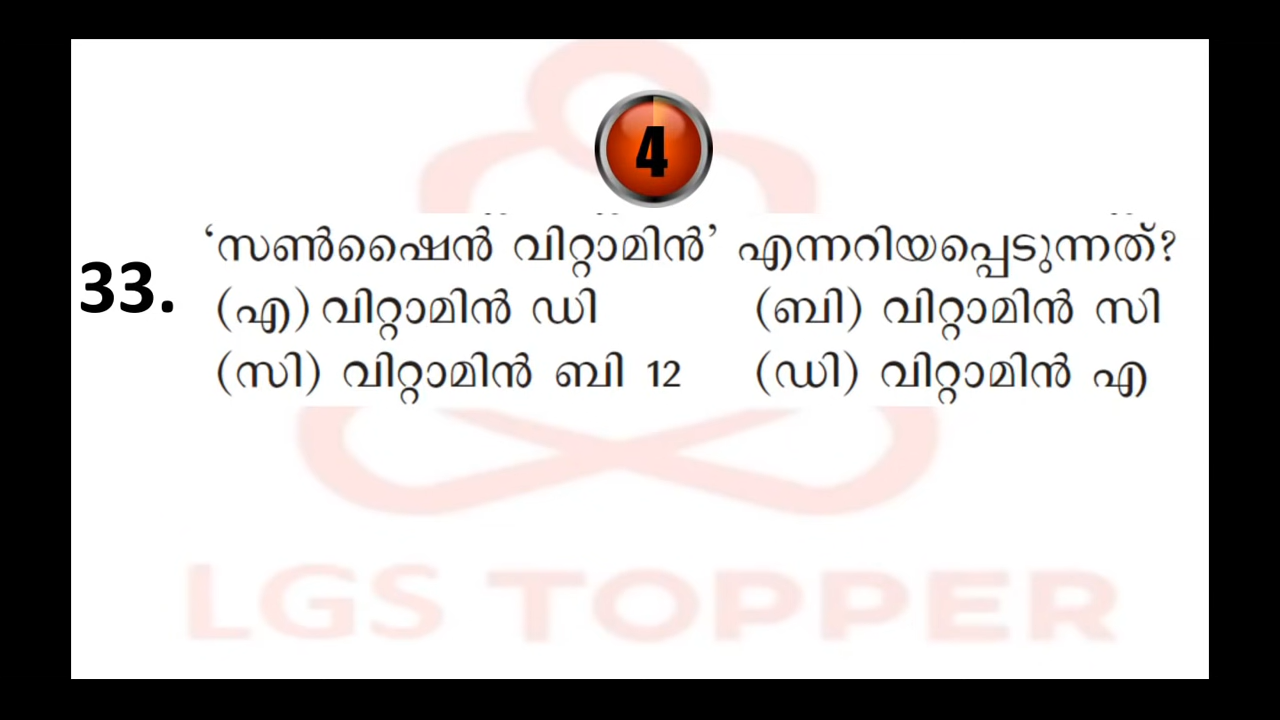 4
33. ‘സൺഷൈൻ വിറ്റാമിൻ’ എന്നറിയപ്പെടുന്നത്?
(എ) വിറ്റാമിൻ ഡി (ബി) വിറ്റാമിൻ സി
(സി) വിറ്റാമിൻ ബി 12 (ഡി) വിറ്റാമിൻ എ
LGS TOPPER